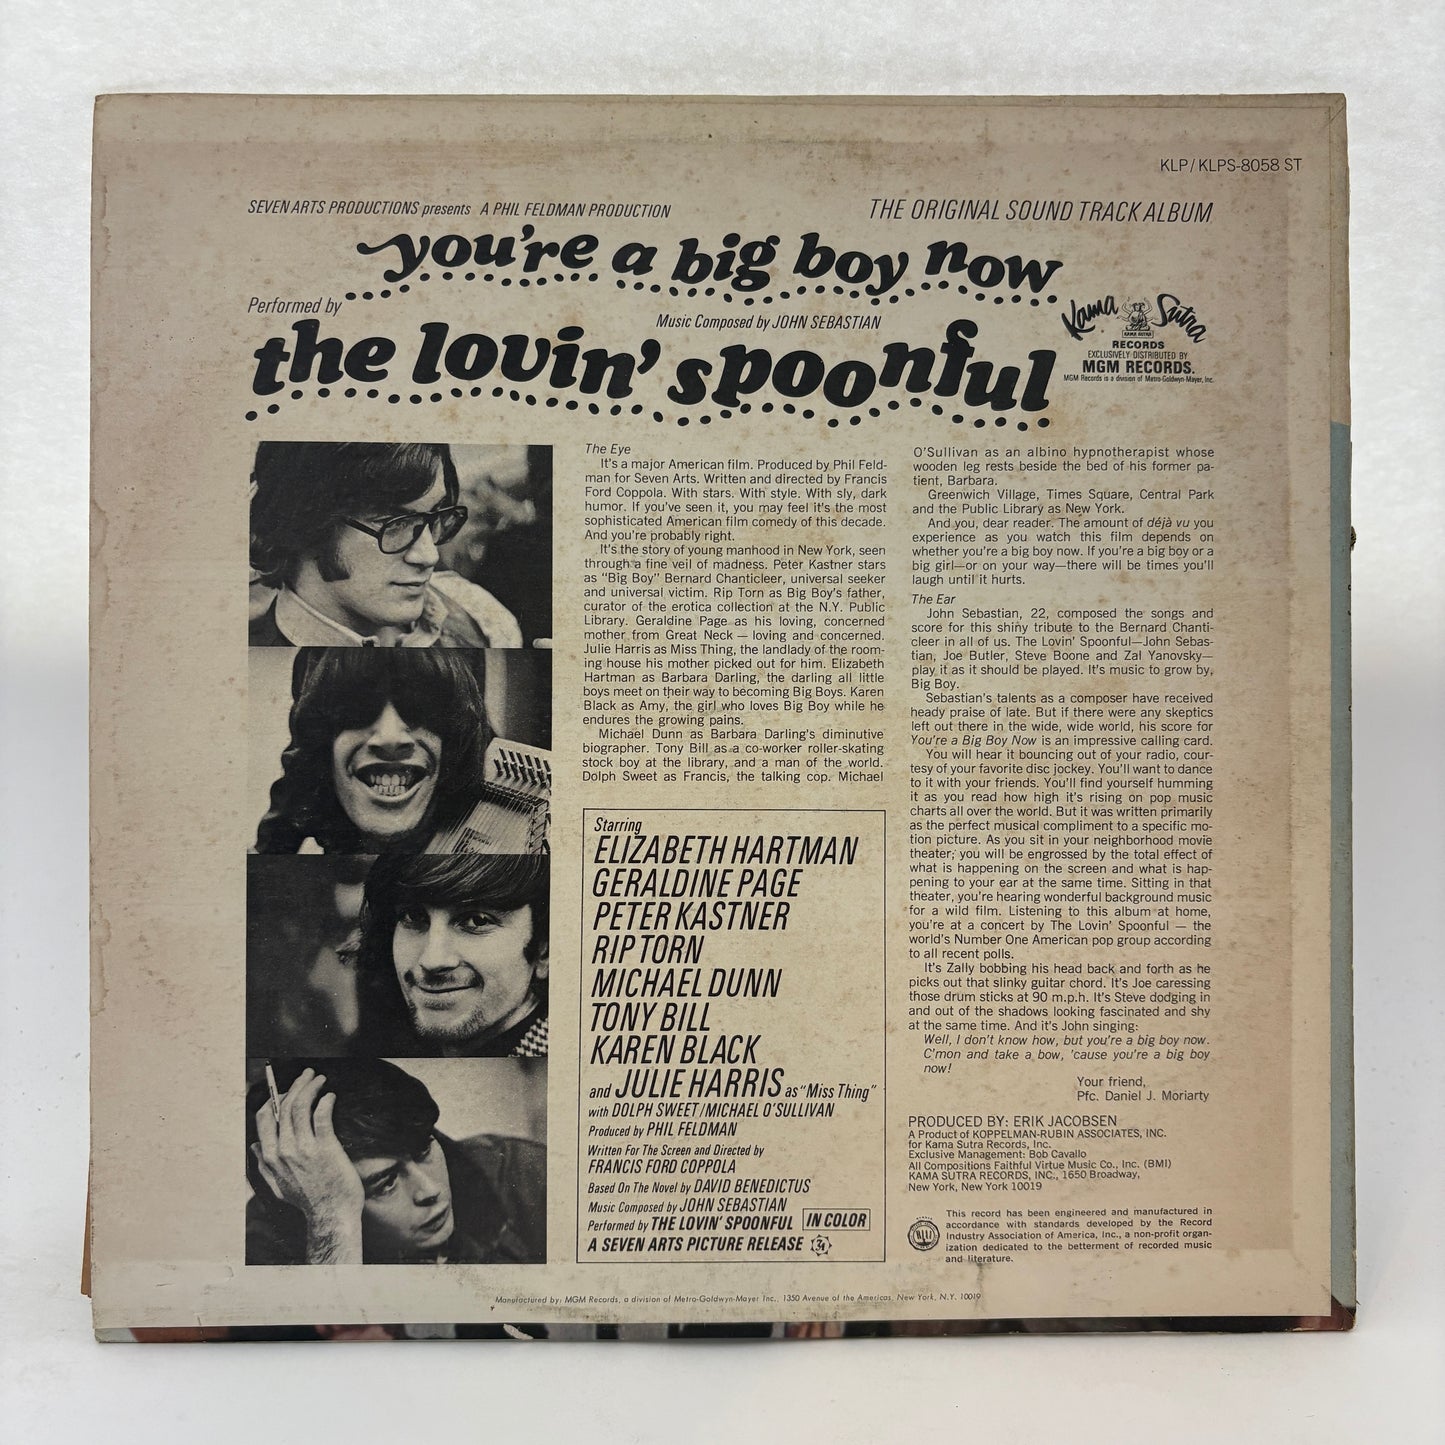 KLP/KLPS-8058 ST
SEVEN ARTS PRODUCTIONS presents A PHIL FELDMAN PRODUCTION
THE ORIGINAL SOUND TRACK ALBUM
you're a big boy now
Performed by
Music Composed by JOHN SEBASTIAN
the lovin' spoonful
Kama Sutra
KAMA SUTRA
RECORDS
EXCLUSIVELY DISTRIBUTED BY
MGM RECORDS.
MGM Records is a division of Metro-Goldwyn-Mayer, Inc.
The Eye
It's a major American film. Produced by Phil Feld-
man for Seven Arts. Written and directed by Francis
Ford Coppola. With stars. With style. With sly, dark
humor. If you've seen it, you may feel it's the most
sophisticated American film comedy of this decade.
And you're probably right.
It's the story of young manhood in New York, seen
through a fine veil of madness. Peter Kastner stars
as "Big Boy" Bernard Chanticleer, universal seeker
and universal victim. Rip Torn as Big Boy's father,
curator of the erotica collection at the N.Y. Public
Library. Geraldine Page as his loving, concerned
mother from Great Neck — loving and concerned.
Julie Harris as Miss Thing, the landlady of the room-
ing house his mother picked out for him. Elizabeth
Hartman as Barbara Darling, the darling all little
boys meet on their way to becoming Big Boys. Karen
Black as Amy, the girl who loves Big Boy while he
endures the growing pains.
Michael Dunn as Barbara Darling's diminutive
biographer. Tony Bill as a co-worker roller-skating
stock boy at the library, and a man of the world.
Dolph Sweet as Francis, the talking cop. Michael
O'Sullivan as an albino hypnotherapist whose
wooden leg rests beside the bed of his former pa-
tient, Barbara.
Greenwich Village, Times Square, Central Park
and the Public Library as New York.
And you, dear reader. The amount of déjà vu you
experience as you watch this film depends on
whether you're a big boy now. If you're a big boy or a
big girl—or on your way—there will be times you'll
laugh until it hurts.
The Ear
John Sebastian, 22, composed the songs and
score for this shiny tribute to the Bernard Chanti-
cleer in all of us. The Lovin' Spoonful—John Sebas-
tian, Joe Butler, Steve Boone and Zal Yanovsky—
play it as it should be played. It's music to grow by,
Big Boy.
Sebastian's talents as a composer have received
heady praise of late. But if there were any skeptics
left out there in the wide, wide world, his score for
You're a Big Boy Now is an impressive calling card.
You will hear it bouncing out of your radio, cour-
tesy of your favorite disc jockey. You'll want to dance
to it with your friends. You'll find yourself humming
it as you read how high it's rising on pop music
charts all over the world. But it was written primarily
as the perfect musical compliment to a specific mo-
tion picture. As you sit in your neighborhood movie
theater, you will be engrossed by the total effect of
what is happening on the screen and what is hap-
pening to your ear at the same time. Sitting in that
theater, you're hearing wonderful background music
for a wild film. Listening to this album at home,
you're at a concert by The Lovin' Spoonful — the
world's Number One American pop group according
to all recent polls.
It's Zally bobbing his head back and forth as he
picks out that slinky guitar chord. It's Joe caressing
those drum sticks at 90 m.p.h. It's Steve dodging in
and out of the shadows looking fascinated and shy
at the same time. And it's John singing:
Well, I don't know how, but you're a big boy now.
C'mon and take a bow, 'cause you're a big boy
now!
Your friend,
Pfc. Daniel J. Moriarty
Starring
ELIZABETH HARTMAN
GERALDINE PAGE
PETER KASTNER
RIP TORN
MICHAEL DUNN
TONY BILL
KAREN BLACK
and JULIE HARRIS as "Miss Thing"
with DOLPH SWEET/MICHAEL O'SULLIVAN
Produced by PHIL FELDMAN
Written For The Screen and Directed by
FRANCIS FORD COPPOLA
Based On The Novel by DAVID BENEDICTUS
Music Composed by JOHN SEBASTIAN
Performed by THE LOVIN' SPOONFUL IN COLOR
A SEVEN ARTS PICTURE RELEASE 7A
PRODUCED BY: ERIK JACOBSEN
A Product of KOPPELMAN-RUBIN ASSOCIATES, INC.
for Kama Sutra Records, Inc.
Exclusive Management: Bob Cavallo
All Compositions Faithful Virtue Music Co., Inc. (BMI)
KAMA SUTRA RECORDS, INC., 1650 Broadway,
New York, New York 10019
RIAA
This record has been engineered and manufactured in
accordance with standards developed by the Record
Industry Association of America, Inc., a non-profit organ-
ization dedicated to the betterment of recorded music
and literature.
Manufactured by: MGM Records, a division of Metro-Goldwyn-Mayer Inc., 1350 Avenue of the Americas, New York, N.Y. 10019